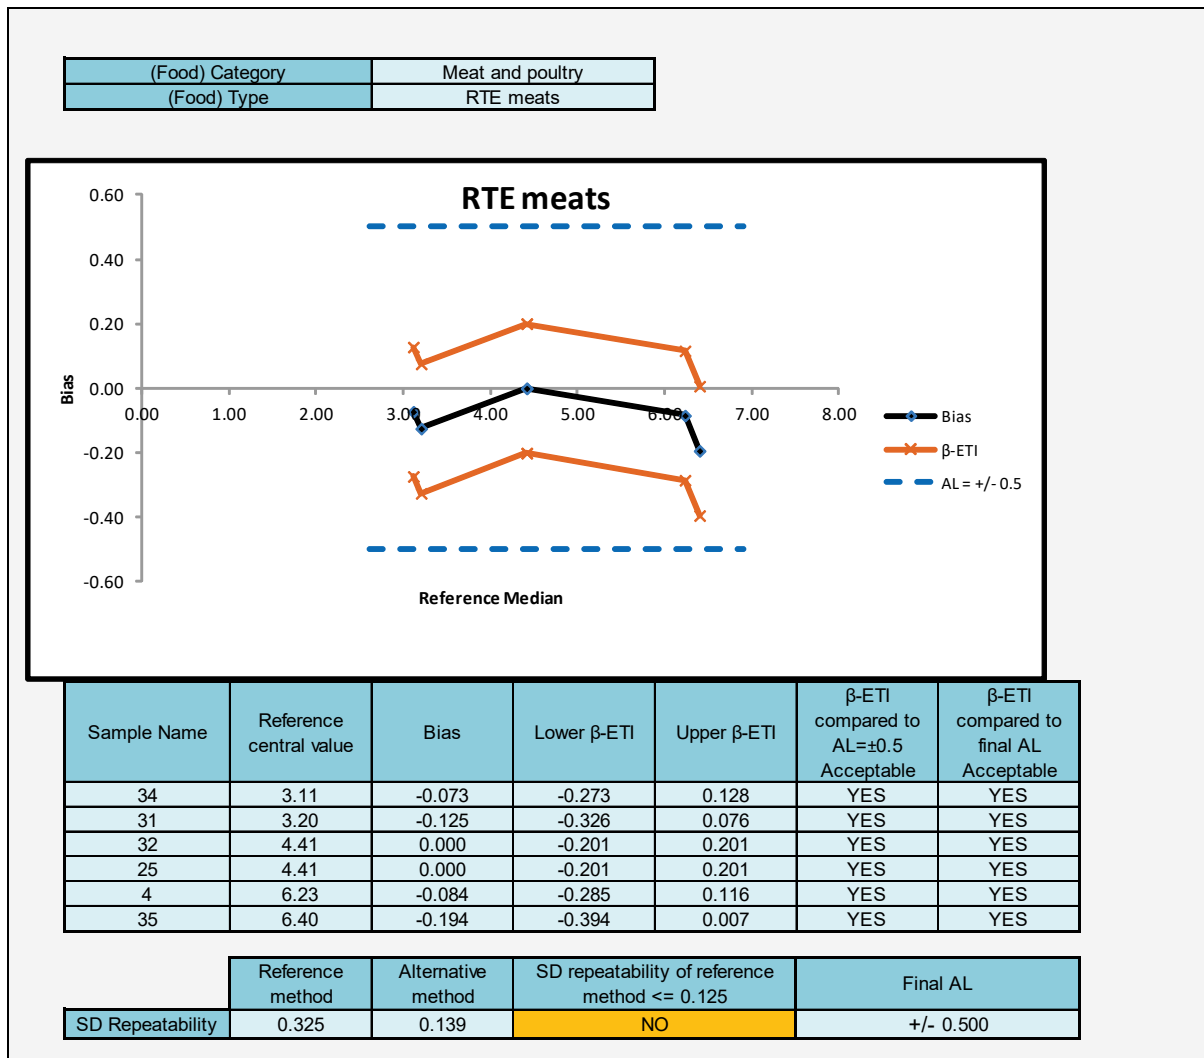 (Food) Category Meat and poultry
(Food) Type RTE meats
RTE meats
0.60
0.40
0.20
0.00
-0.20
-0.40
-0.60
0.00 1.00 2.00 3.00 4.00 5.00 6.00 7.00 8.00
Bias
Reference Median
Bias
β-ETI
AL = +/- 0.5
Sample Name Reference central value Bias Lower β-ETI Upper β-ETI β-ETI compared to AL=±0.5 Acceptable β-ETI compared to final AL Acceptable
34 3.11 -0.073 -0.273 0.128 YES YES
31 3.20 -0.125 -0.326 0.076 YES YES
32 4.41 0.000 -0.201 0.201 YES YES
25 4.41 0.000 -0.201 0.201 YES YES
4 6.23 -0.084 -0.285 0.116 YES YES
35 6.40 -0.194 -0.394 0.007 YES YES
Reference method Alternative method SD repeatability of reference method <= 0.125 Final AL
SD Repeatability 0.325 0.139 NO +/- 0.500